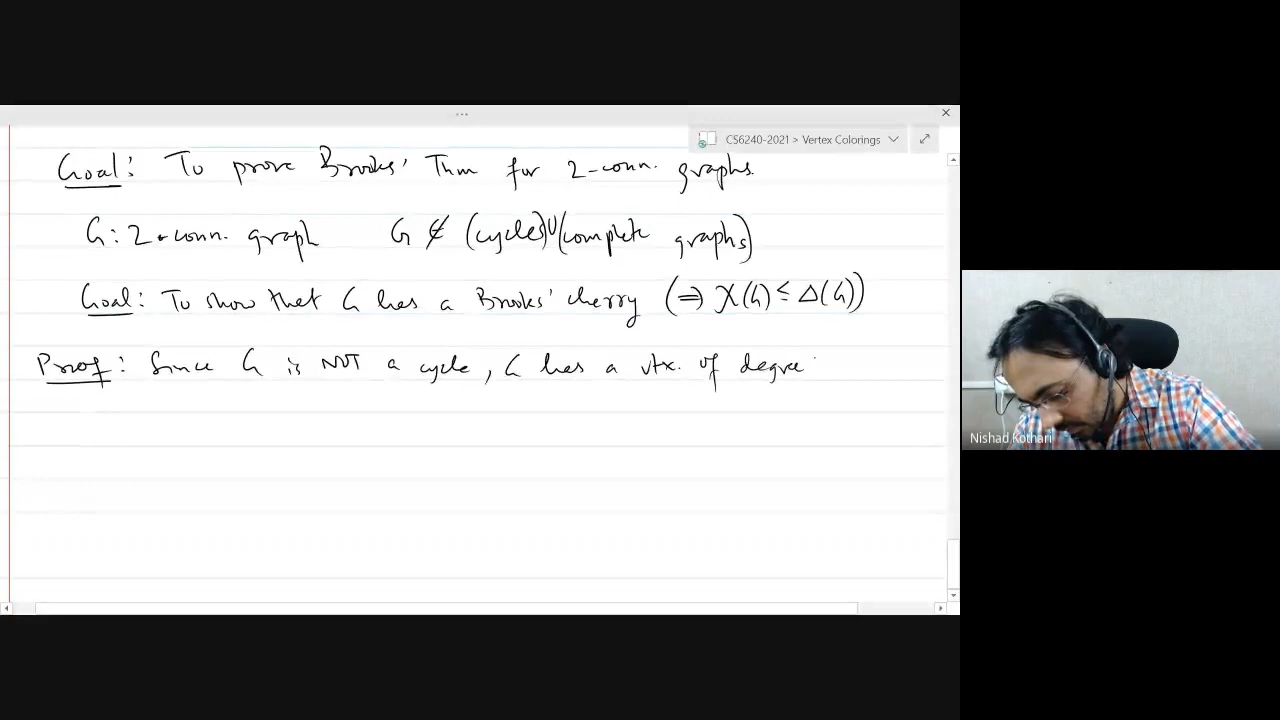 CS6240-2021 > Vertex Colorings
Goal: To prove Brooks' Thm for 2-conn. graphs.
G: 2-conn. graph G ∉ (cycles) ∪ (complete graphs)
Goal: To show that G has a Brooks' cherry (⇒ χ(G) ≤ Δ(G))
Proof: Since G is NOT a cycle, G has a vtx. of degree
Nishad Kothari